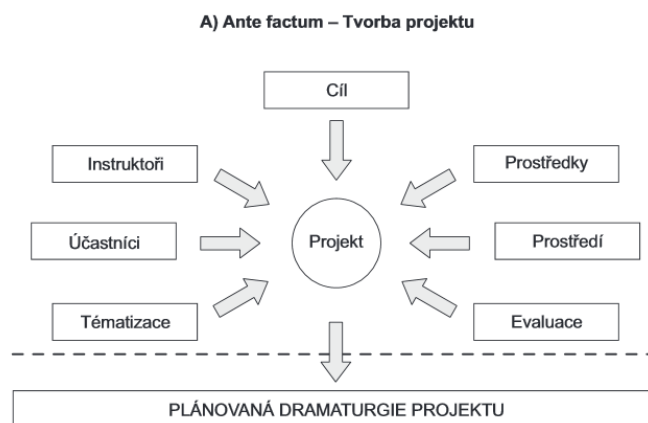 A) Ante factum – Tvorba projektu
Cíl
Instruktoři
Prostředky
Účastníci
Projekt
Prostředí
Tématizace
Evaluace
PLÁNOVANÁ DRAMATURGIE PROJEKTU